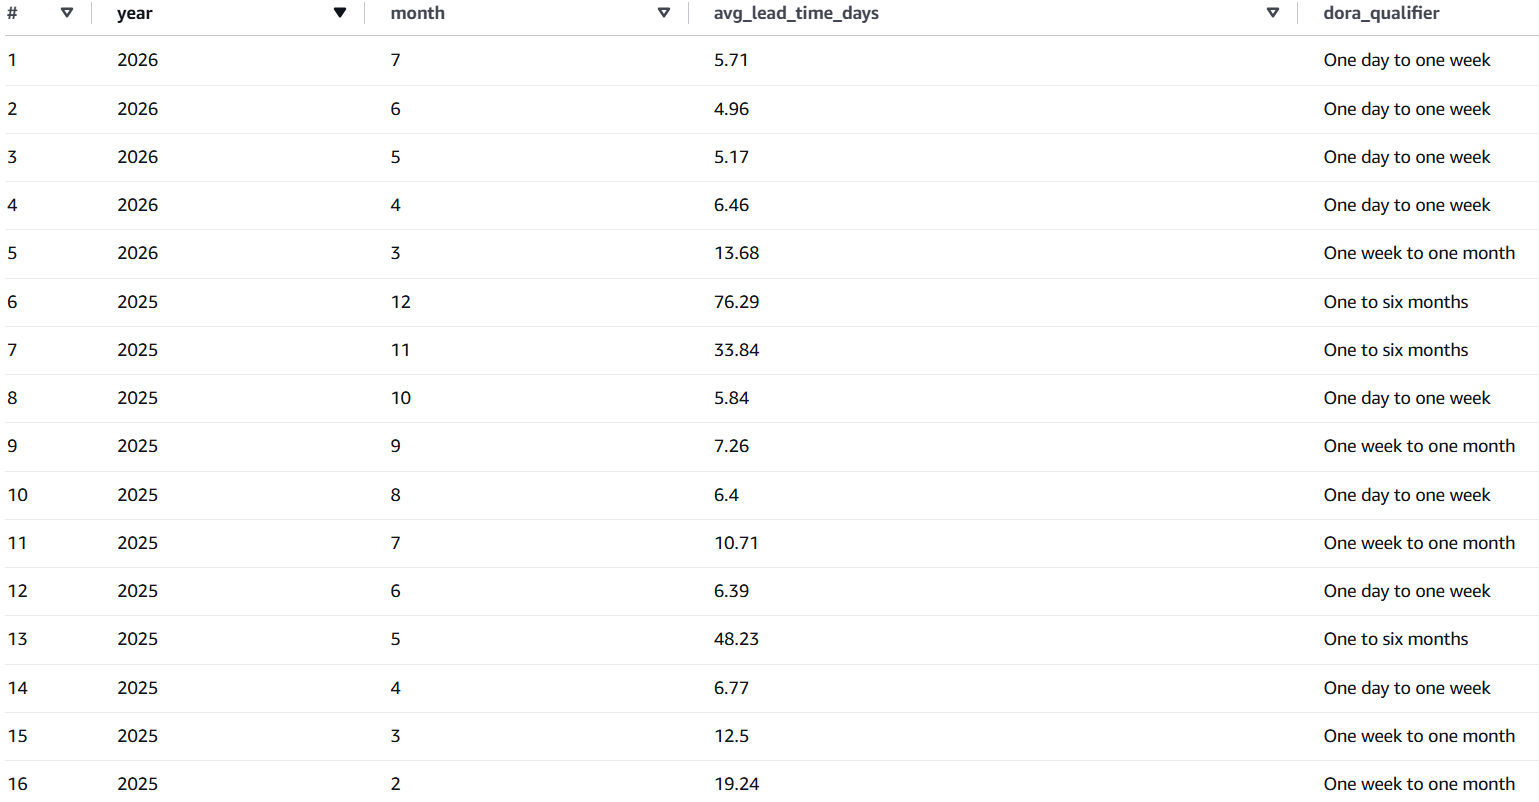 # year month avg_lead_time_days dora_qualifier
1 2026 7 5.71 One day to one week
2 2026 6 4.96 One day to one week
3 2026 5 5.17 One day to one week
4 2026 4 6.46 One day to one week
5 2026 3 13.68 One week to one month
6 2025 12 76.29 One to six months
7 2025 11 33.84 One to six months
8 2025 10 5.84 One day to one week
9 2025 9 7.26 One week to one month
10 2025 8 6.4 One day to one week
11 2025 7 10.71 One week to one month
12 2025 6 6.39 One day to one week
13 2025 5 48.23 One to six months
14 2025 4 6.77 One day to one week
15 2025 3 12.5 One week to one month
16 2025 2 19.24 One week to one month